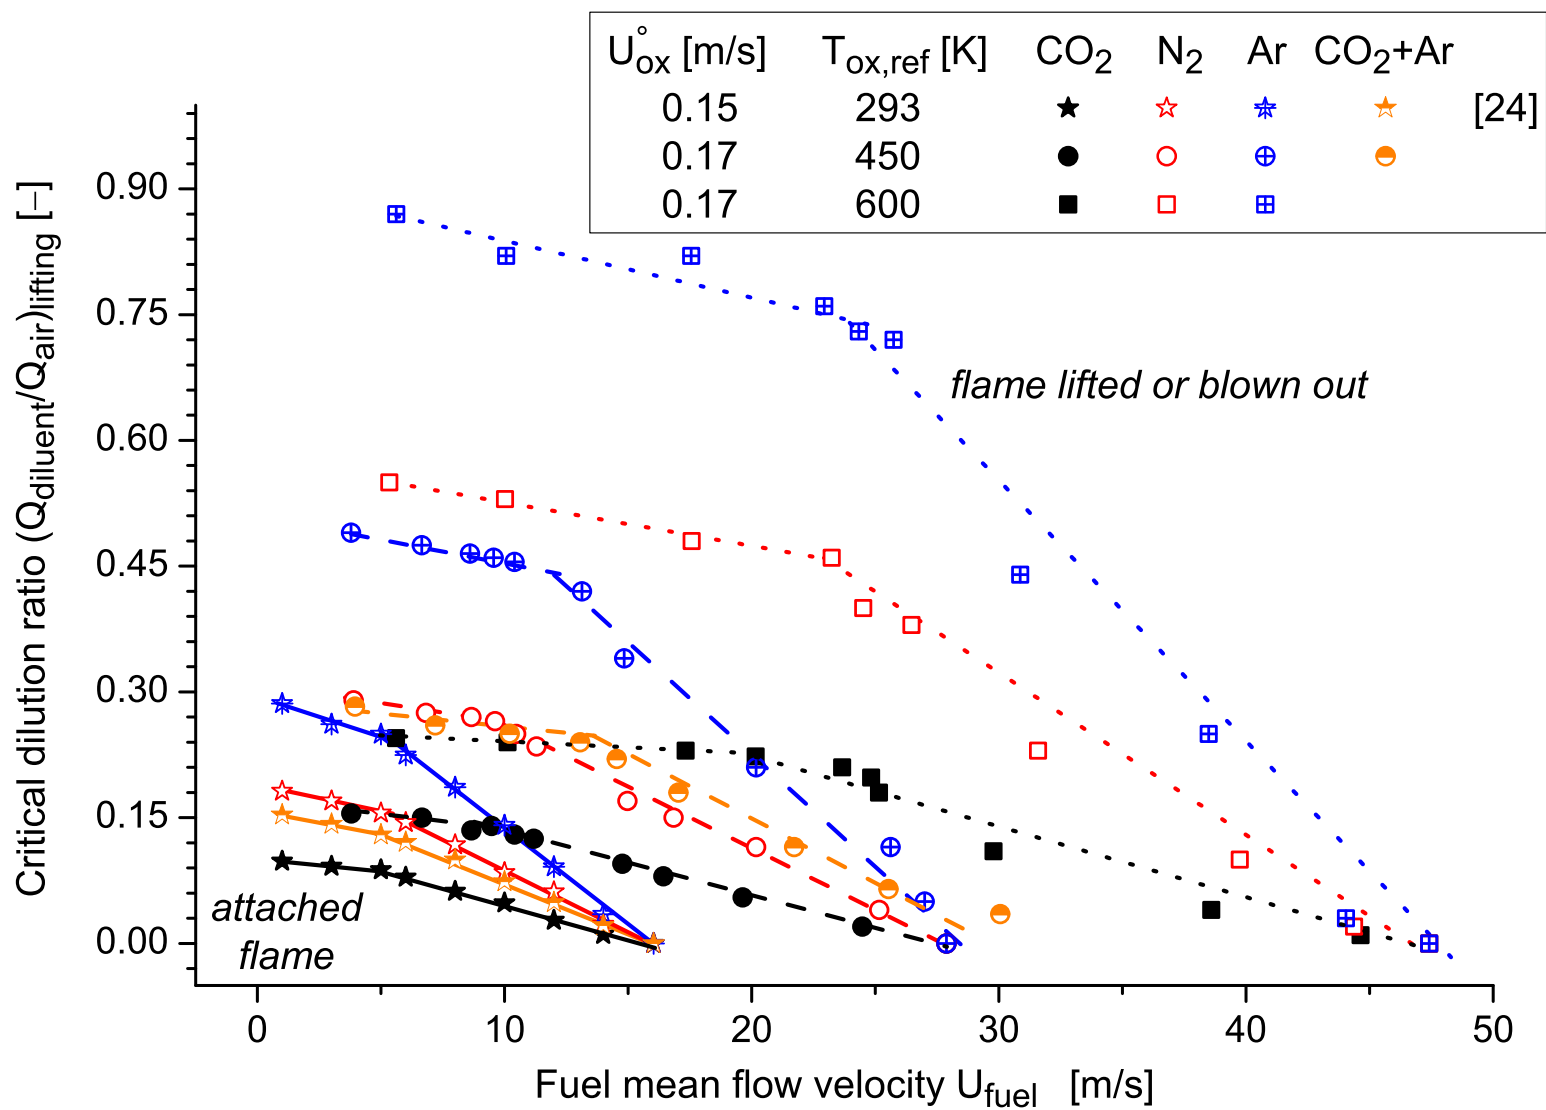 U°ox [m/s] Tox,ref [K] CO2 N2 Ar CO2+Ar
0.15 293 [24]
0.17 450
0.17 600
Critical dilution ratio (Qdiluent/Qair)lifting [–]
0.90
0.75
0.60
0.45
0.30
0.15
0.00
flame lifted or blown out
attached
flame
0 10 20 30 40 50
Fuel mean flow velocity Ufuel [m/s]